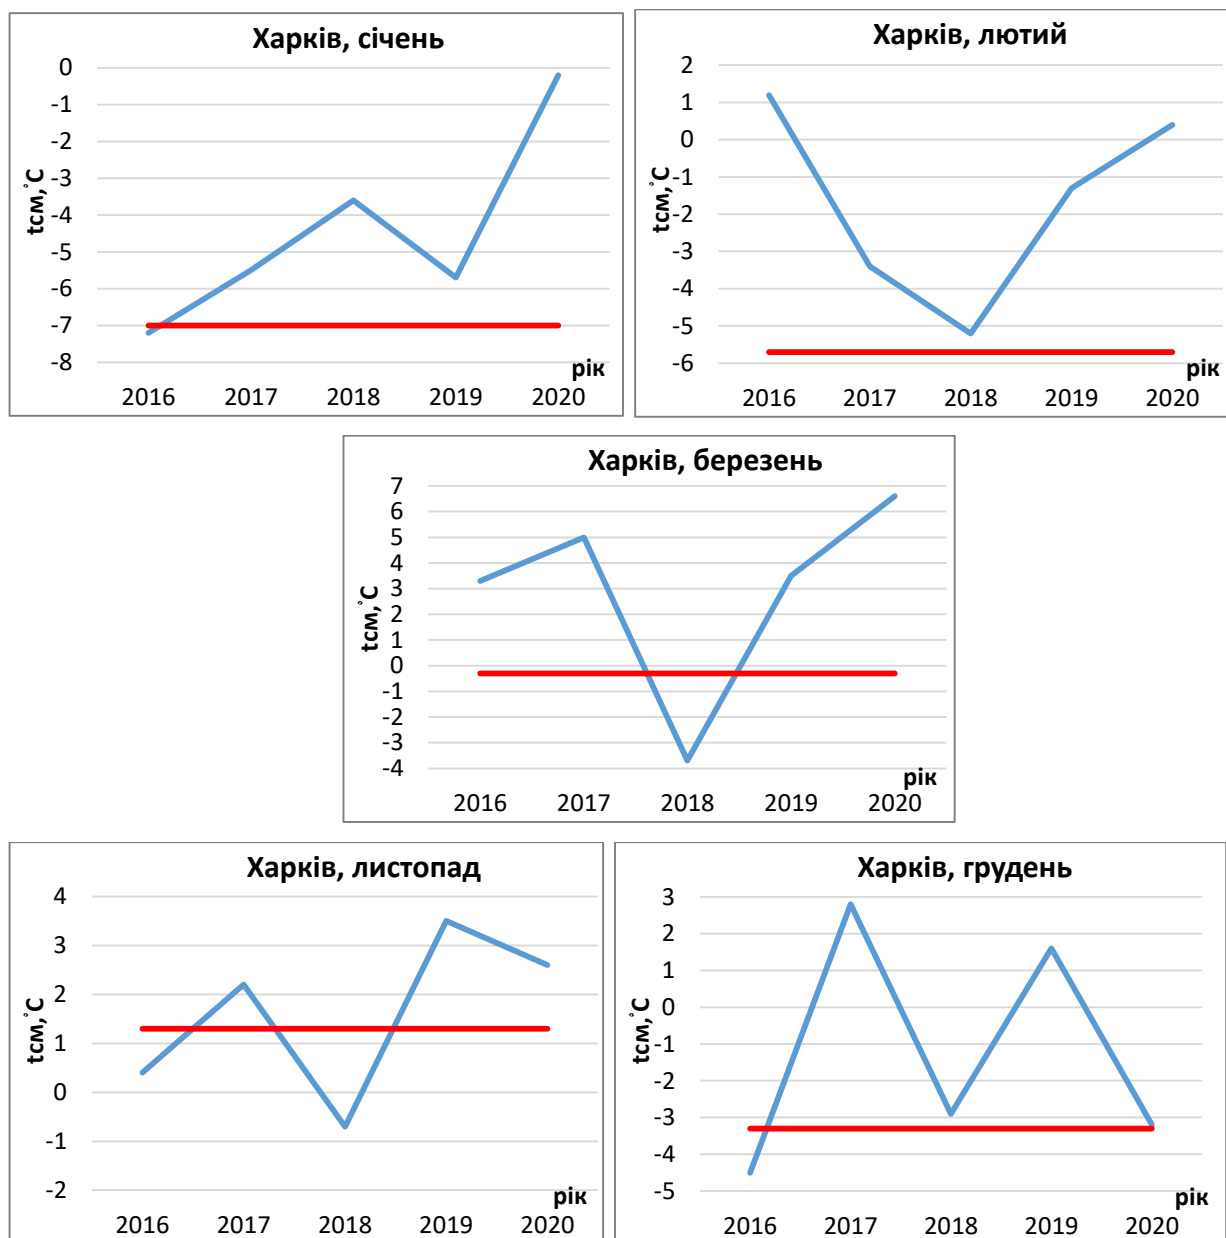 Харків, січень
tсм,˚С
0
-1
-2
-3
-4
-5
-6
-7
-8
рік
2016 2017 2018 2019 2020
Харків, лютий
tсм,˚С
2
1
0
-1
-2
-3
-4
-5
-6
рік
2016 2017 2018 2019 2020
Харків, березень
tсм,˚С
7
6
5
4
3
2
1
0
-1
-2
-3
-4
рік
2016 2017 2018 2019 2020
Харків, листопад
tсм,˚С
4
3
2
1
0
-1
-2
рік
2016 2017 2018 2019 2020
Харків, грудень
tсм,˚С
3
2
1
0
-1
-2
-3
-4
-5
рік
2016 2017 2018 2019 2020